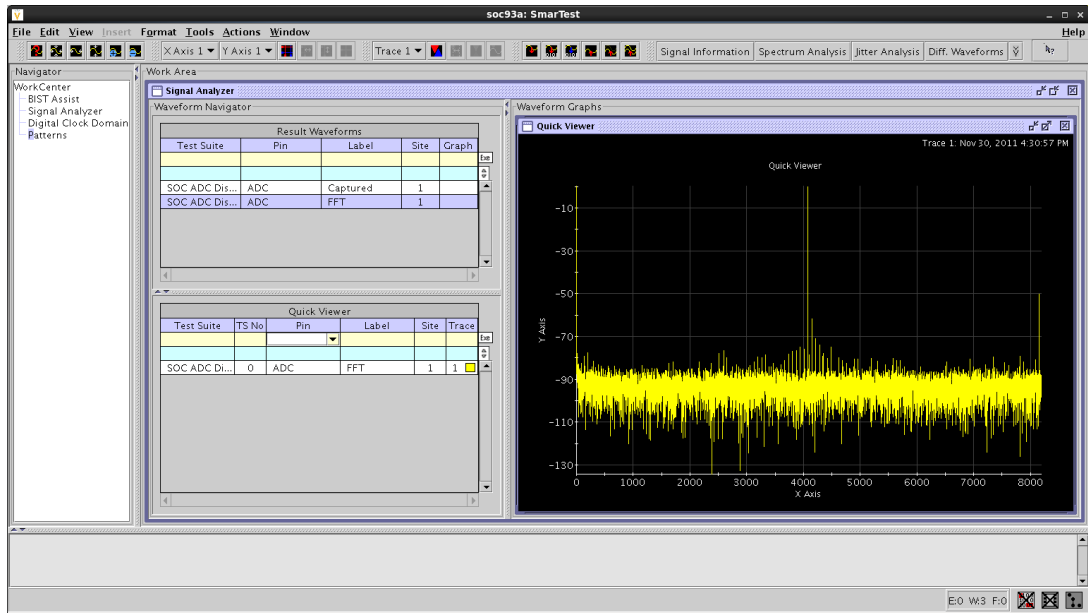 soc93a: SmarTest
File Edit View Insert Format Tools Actions Window Help
X Axis 1 Y Axis 1 Trace 1 Signal Information Spectrum Analysis Jitter Analysis Diff. Waveforms
Navigator
WorkCenter
BIST Assist
Signal Analyzer
Digital Clock Domain
Patterns
Work Area
Signal Analyzer
Waveform Navigator
Result Waveforms
Test Suite Pin Label Site Graph
Exe
SOC ADC Dis... ADC Captured 1
SOC ADC Dis... ADC FFT 1
Quick Viewer
Test Suite TS No Pin Label Site Trace
Exe
SOC ADC Di... 0 ADC FFT 1 1
Waveform Graphs
Quick Viewer
Trace 1: Nov 30, 2011 4:30:57 PM
Quick Viewer
-10
-30
-50
-70
-90
-110
-130
Y Axis
0 1000 2000 3000 4000 5000 6000 7000 8000
X Axis
E:0 W:3 F:0